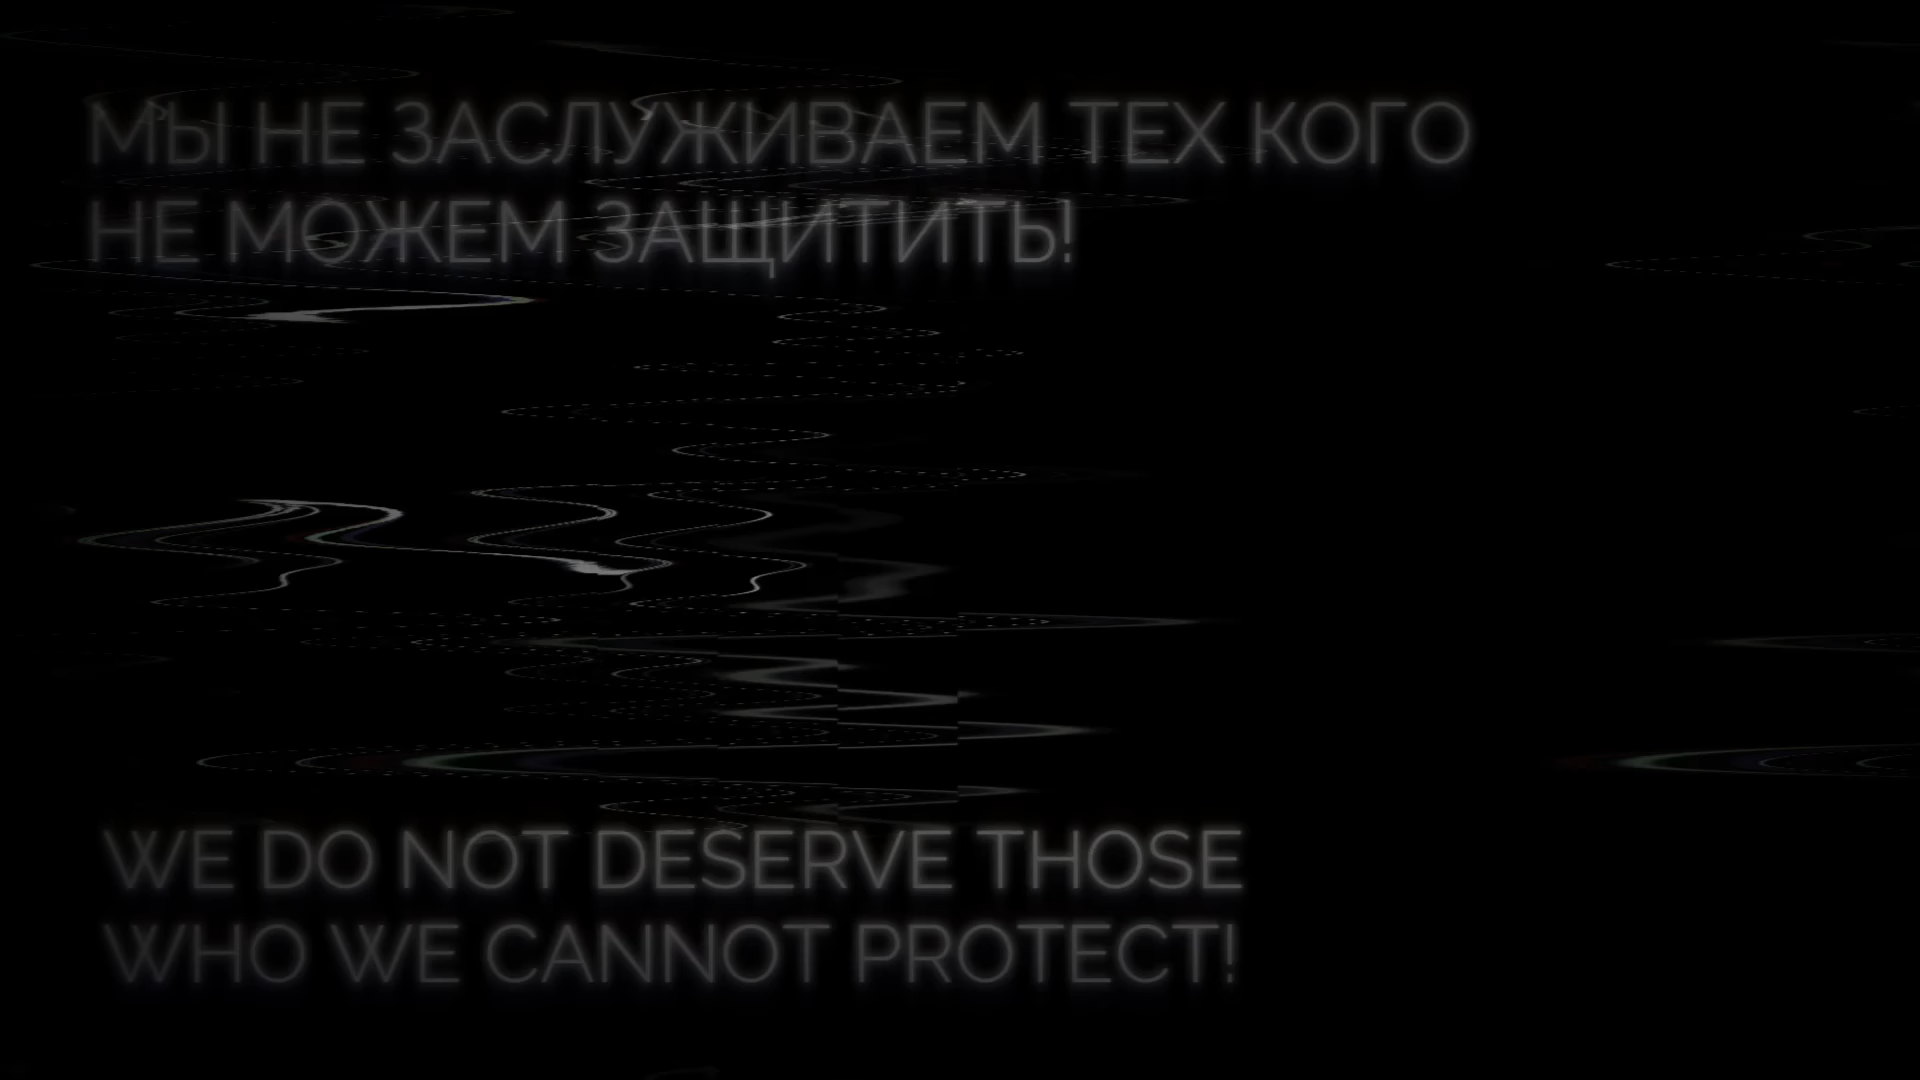 МЫ НЕ ЗАСЛУЖИВАЕМ ТЕХ КОГО
НЕ МОЖЕМ ЗАЩИТИТЬ!
WE DO NOT DESERVE THOSE
WHO WE CANNOT PROTECT!